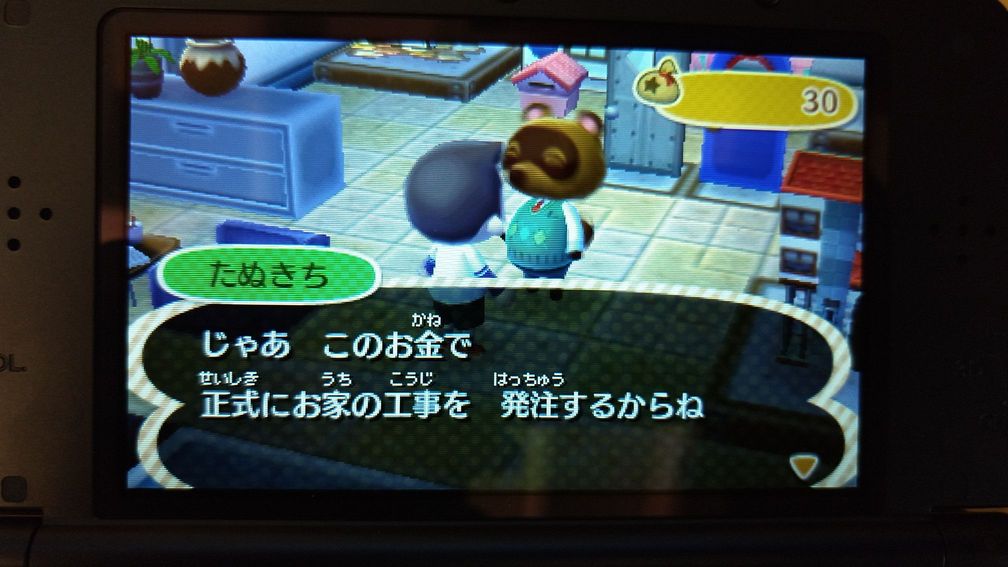 30
たぬきち
かね
じゃあ このお金で
せいしき うち こうじ はっちゅう
正式にお家の工事を 発注するからね